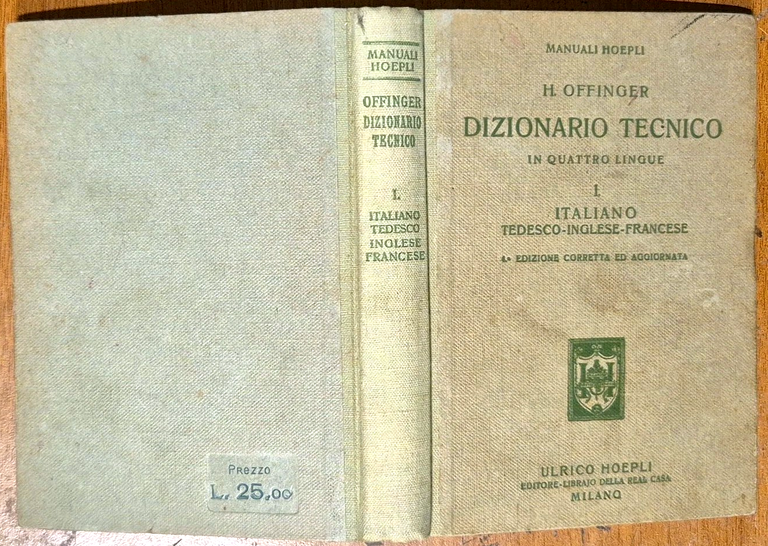 MANUALI
HOEPLI
OFFINGER
DIZIONARIO
TECNICO
I.
ITALIANO
TEDESCO
INGLESE
FRANCESE
MANUALI HOEPLI
H. OFFINGER
DIZIONARIO TECNICO
IN QUATTRO LINGUE
I.
ITALIANO
TEDESCO-INGLESE-FRANCESE
4ª EDIZIONE CORRETTA ED AGGIORNATA
ULRICO HOEPLI
EDITORE-LIBRAJO DELLA REAL CASA
MILANO
Prezzo
L. 25,00